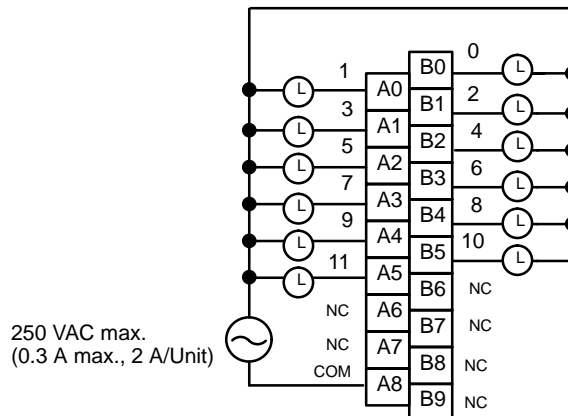 0
1 B0 L
L A0 2
3 B1 L
L A1 4
5 B2 L
L A2 6
7 B3 L
L A3 8
9 B4 L
L A4 10
11 B5 L
L A5 B6 NC
NC A6 B7 NC
250 VAC max.
(0.3 A max., 2 A/Unit)
NC A7 B8 NC
COM A8 B9 NC